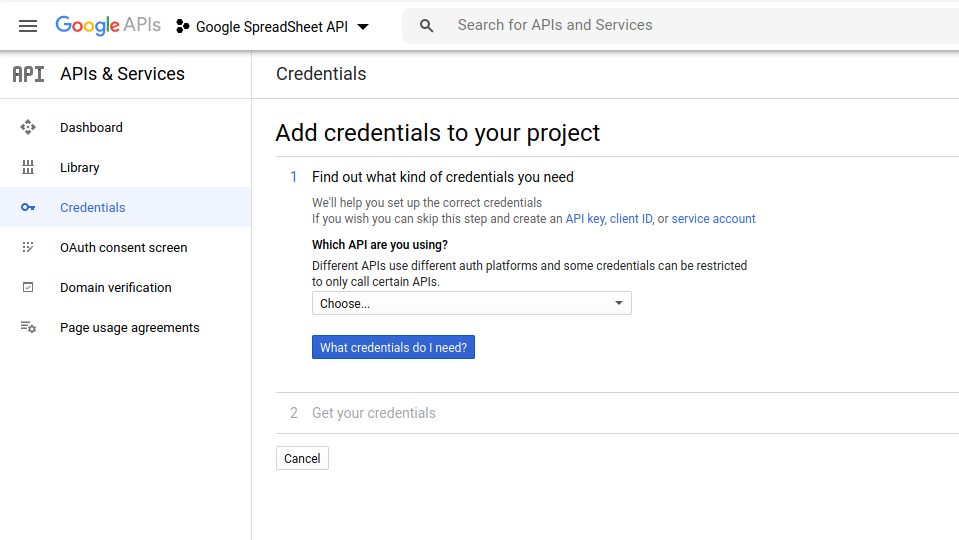 Google APIs
Google SpreadSheet API
Search for APIs and Services
API
APIs & Services
Credentials
Dashboard
Library
Credentials
OAuth consent screen
Domain verification
Page usage agreements
Add credentials to your project
1 Find out what kind of credentials you need
We'll help you set up the correct credentials
If you wish you can skip this step and create an API key, client ID, or service account
Which API are you using?
Different APIs use different auth platforms and some credentials can be restricted
to only call certain APIs.
Choose...
What credentials do I need?
2 Get your credentials
Cancel